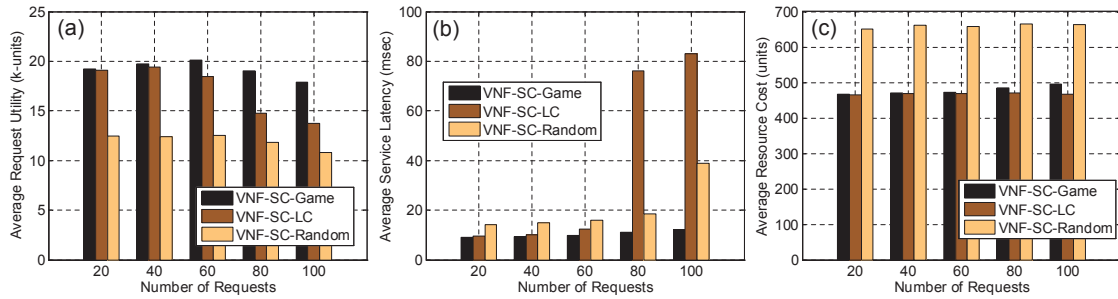 (a)
Average Request Utility (k-units)
25
20
15
10
5
0
VNF-SC-Game
VNF-SC-LC
VNF-SC-Random
20 40 60 80 100
Number of Requests
(b)
Average Service Latency (msec)
100
80
60
40
20
0
VNF-SC-Game
VNF-SC-LC
VNF-SC-Random
20 40 60 80 100
Number of Requests
(c)
Average Resource Cost (units)
700
600
500
400
300
200
100
0
VNF-SC-Game
VNF-SC-LC
VNF-SC-Random
20 40 60 80 100
Number of Requests